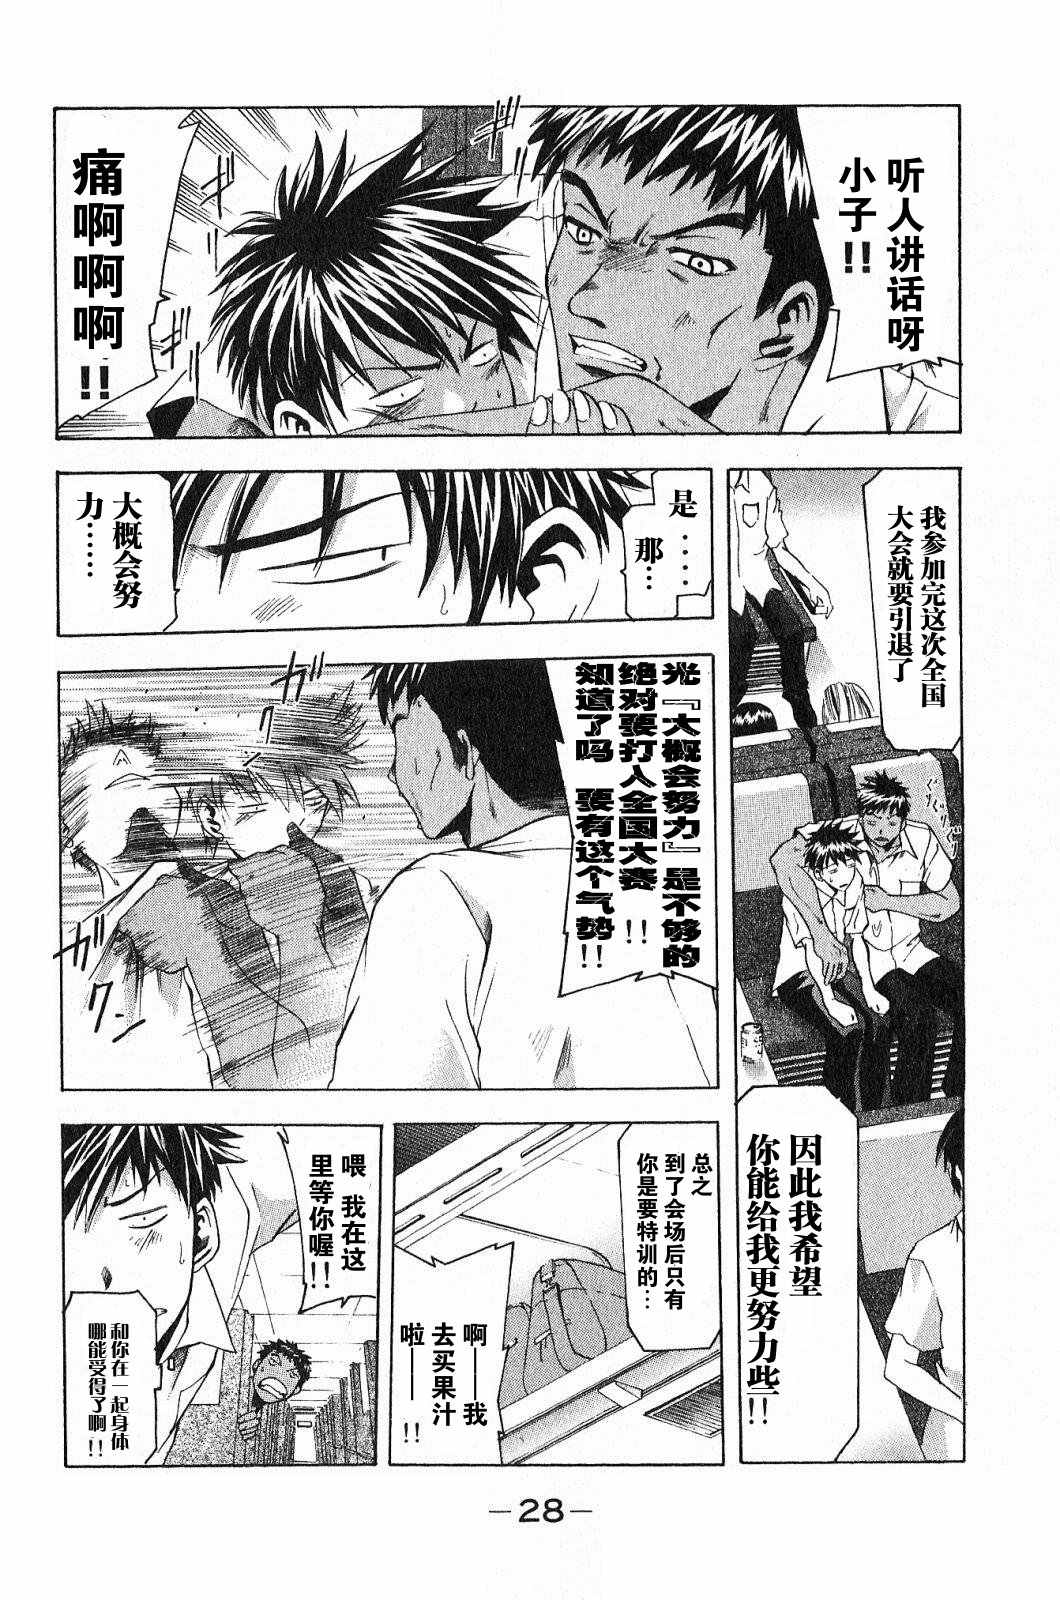 听人讲话呀
小子!!
痛啊啊啊!!
我参加完这次全国
大会就要引退了
因此我希望
你能给我更努力些!!
是....
那...
大概会努
力……
光『大概会努力』是不够的
绝对要打入全国大赛!!
知道了吗 要有这个气势!!
ガ
ガ
ク
ぐぐぐ
总之
到了会场后只有
你是要特训的...
啊——我
去买果汁
啦——!!
喂 我在这
里等你喔!!
和你在一起身体
哪能受得了啊!!
—28—